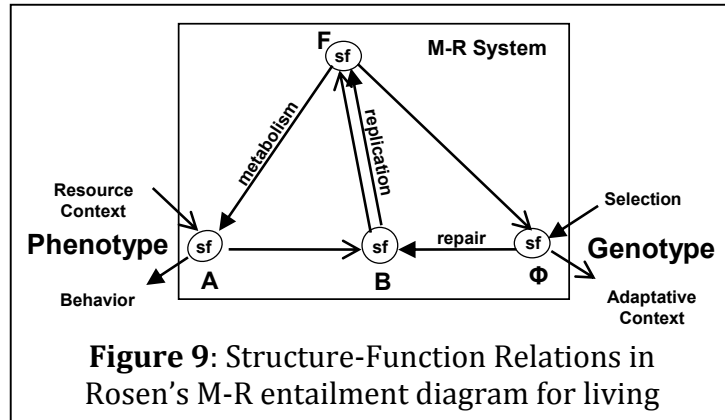 F
M-R System
sf
metabolism
replication
Resource
Context
Selection
Phenotype
sf
sf
repair
sf
Genotype
A
B
Φ
Behavior
Adaptative
Context
Figure 9: Structure-Function Relations in
Rosen's M-R entailment diagram for living